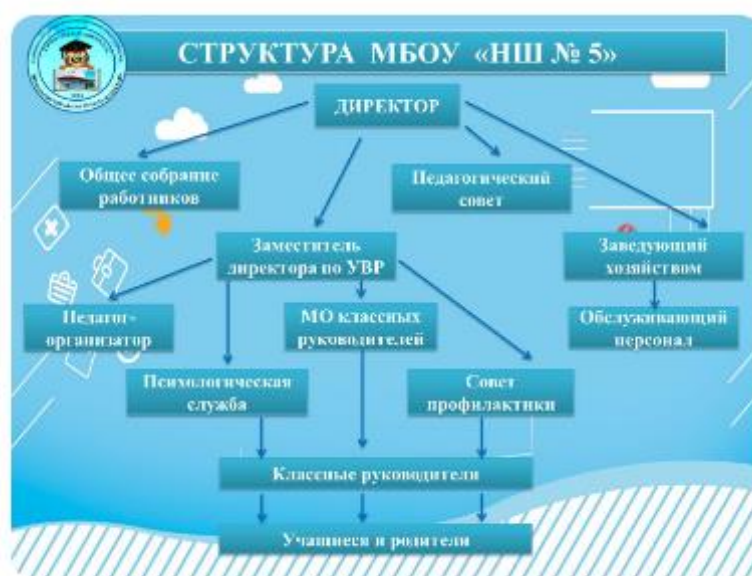 СТРУКТУРА МБОУ «НШ № 5»
ДИРЕКТОР
Общее собрание
работников
Педагогический
совет
Заместитель
директора по УВР
Заведующий
хозяйством
Педагог-
организатор
МО классных
руководителей
Обслуживающий
персонал
Психологическая
служба
Совет
профилактики
Классные руководители
Учащиеся и родители